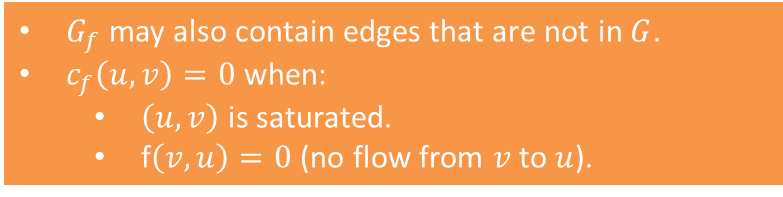 • G_f may also contain edges that are not in G.
• c_f(u, v) = 0 when:
• (u, v) is saturated.
• f(v, u) = 0 (no flow from v to u).